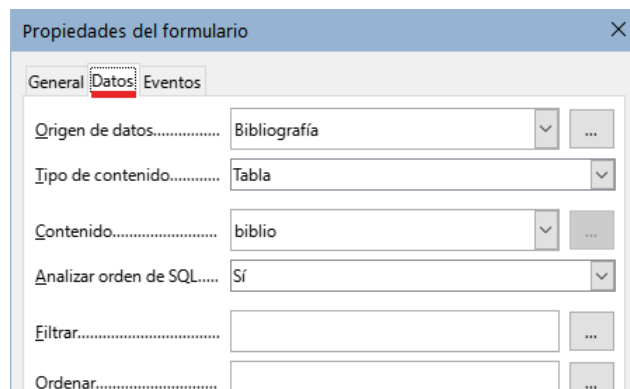 Propiedades del formulario
General Datos Eventos
Origen de datos................ Bibliografía ...
Tipo de contenido............ Tabla
Contenido......................... biblio ...
Analizar orden de SQL..... Sí
Filtrar.................................. ...
Ordenar............................. ...